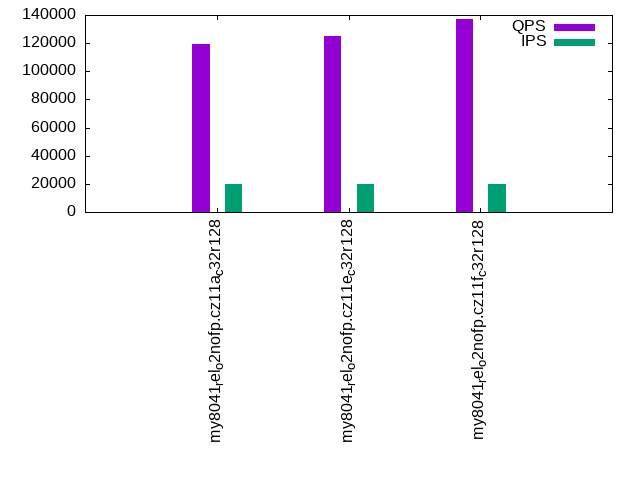 140000
120000
100000
80000
60000
40000
20000
0
QPS
IPS
my8041relo2nofp.cz11ac32r128
my8041relo2nofp.cz11ec32r128
my8041relo2nofp.cz11fc32r128